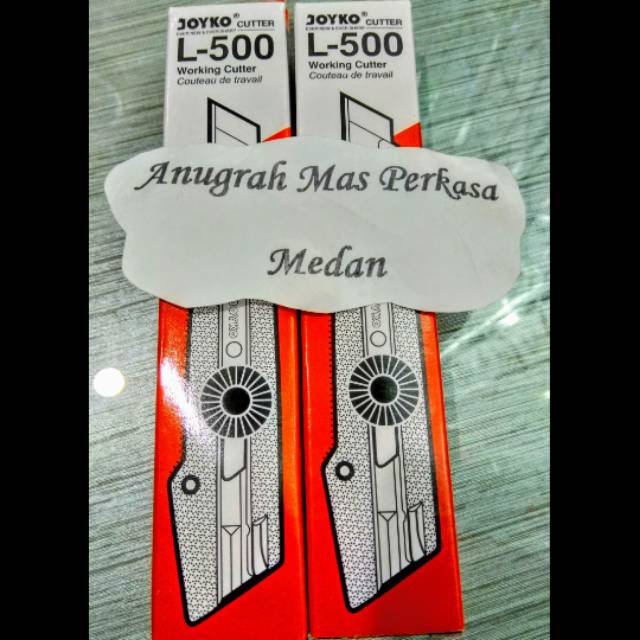 JOYKO® CUTTER
L-500
Working Cutter
Couteau de travail
JOYKO® CUTTER
L-500
Working Cutter
Couteau de travail
Anugrah Mas Perkasa
Medan